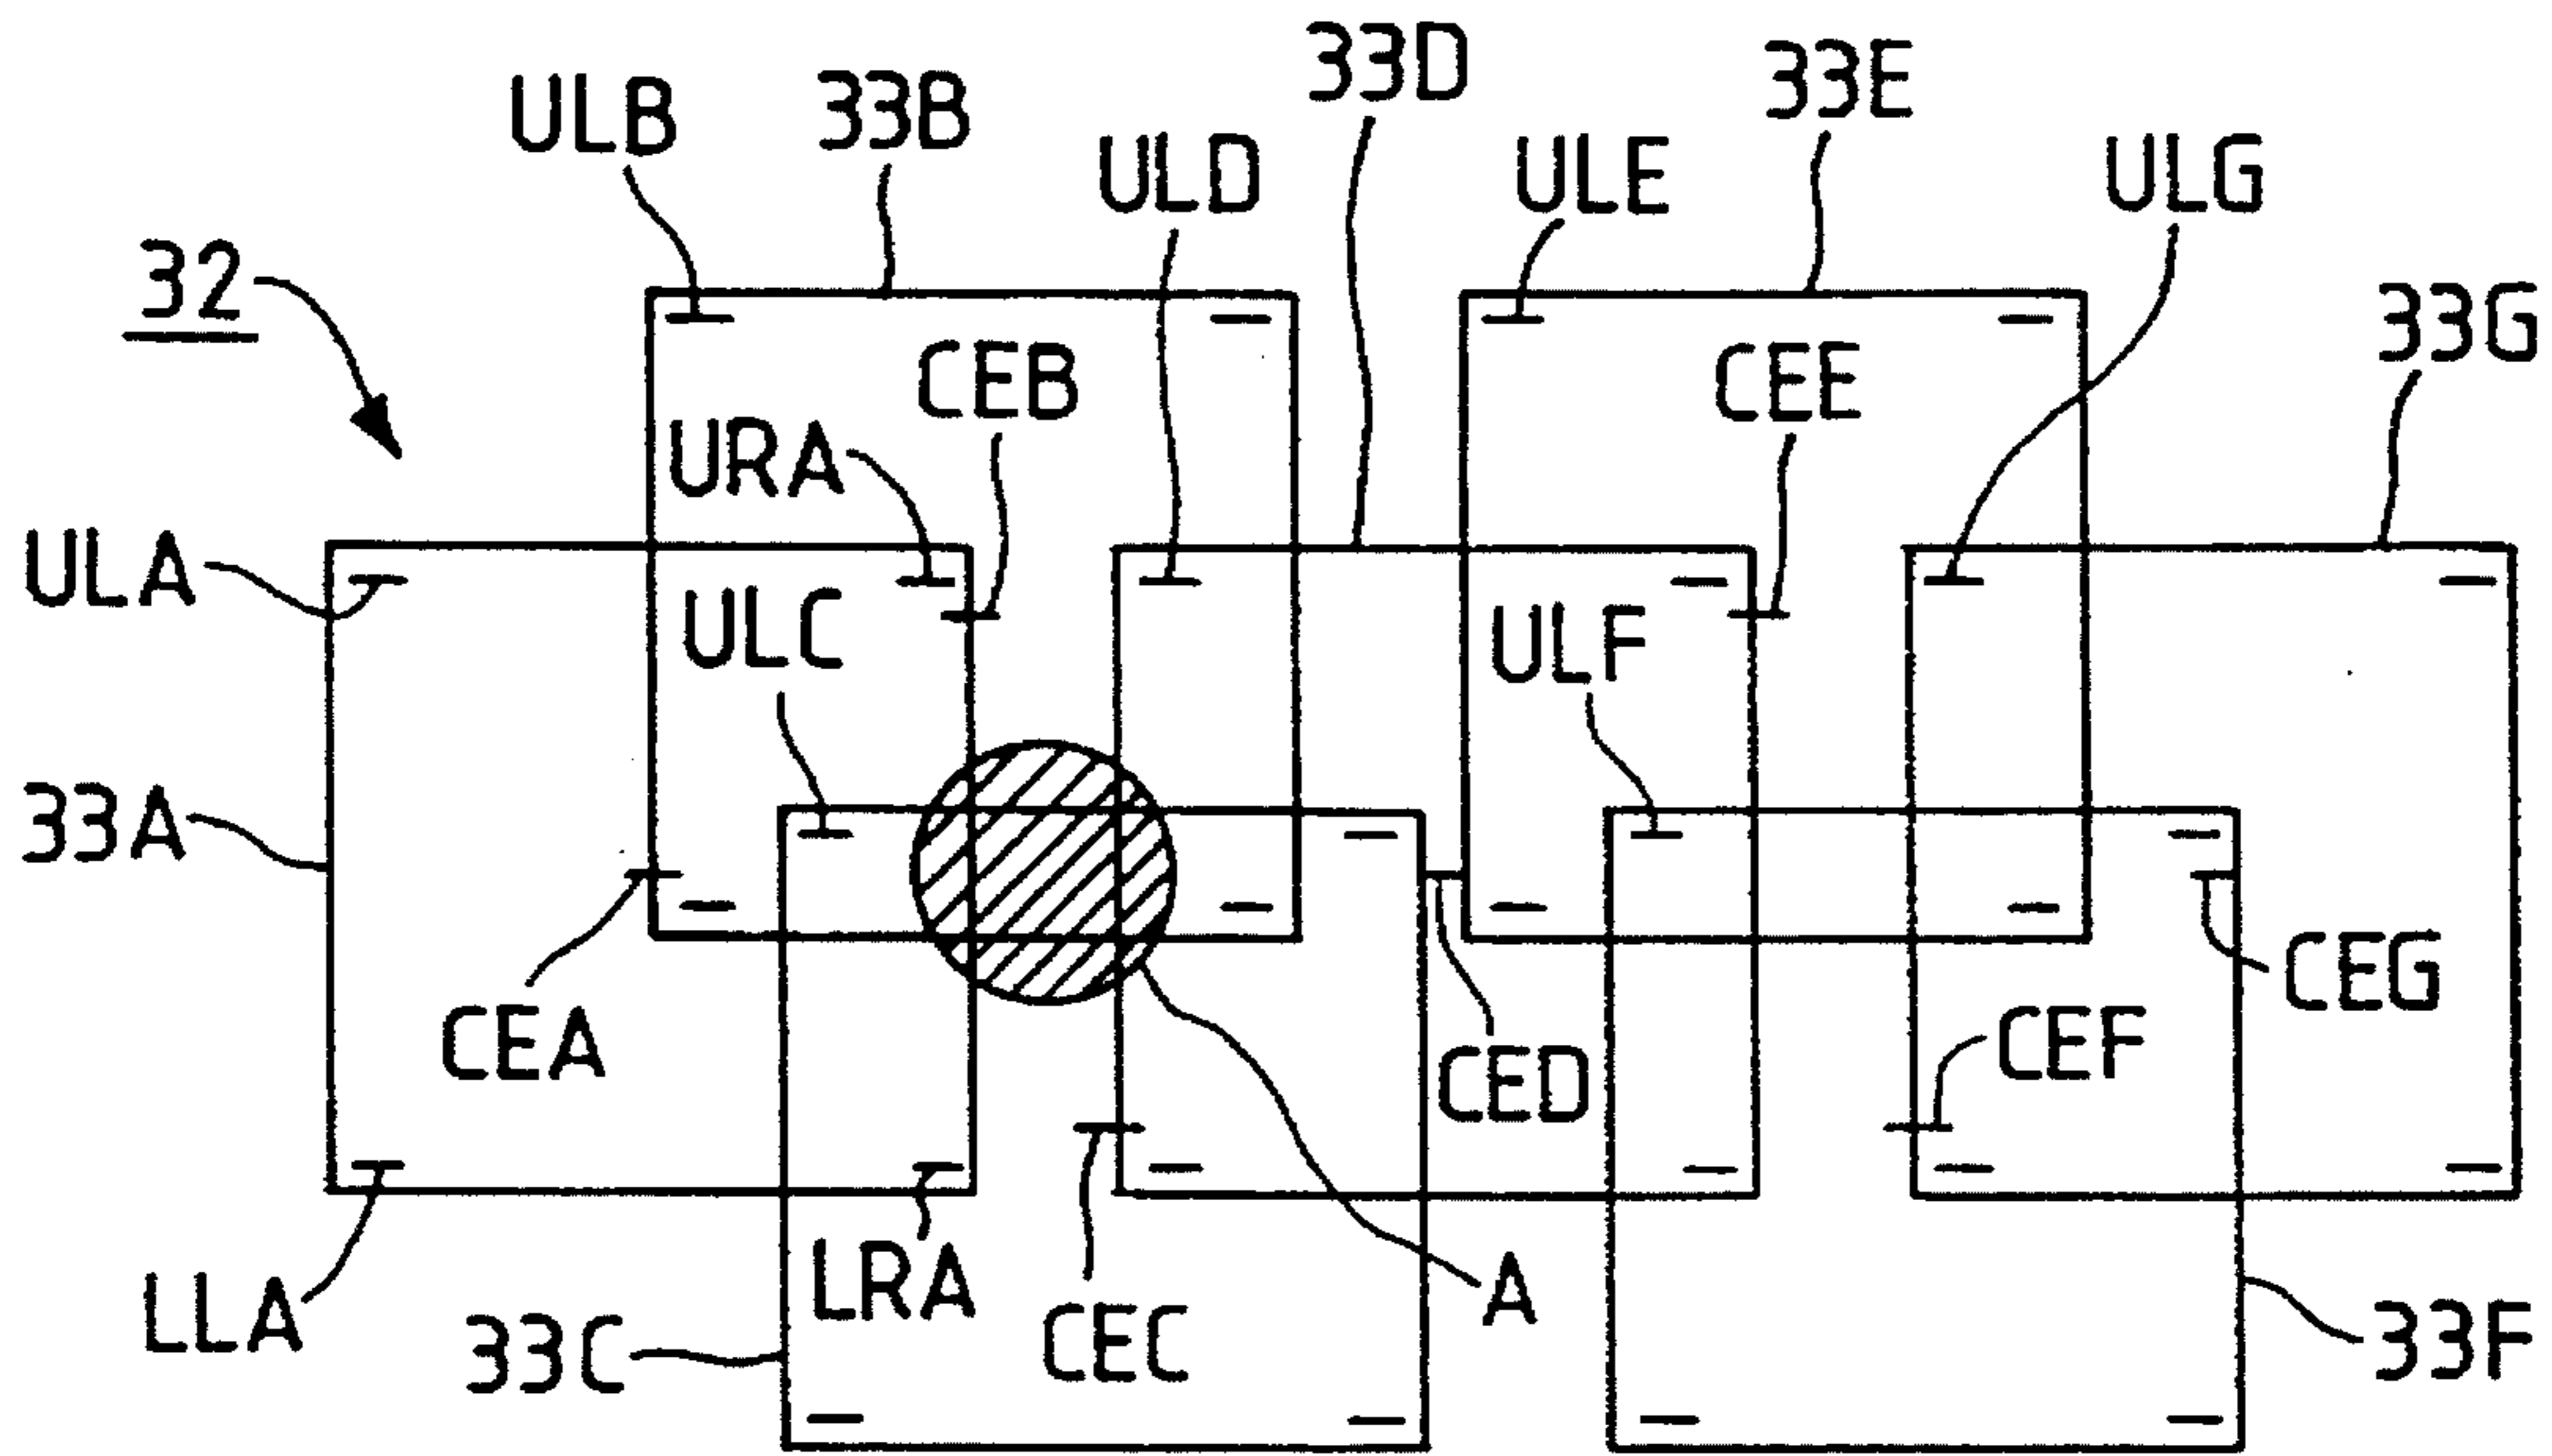 33D
33E
ULB
33B
ULD
ULE
ULG
32
33G
CEB
CEE
URA
ULA
ULC
ULF
33A
CEA
CED
CEF
CEG
LLA
LRA
CEC
A
33C
33F